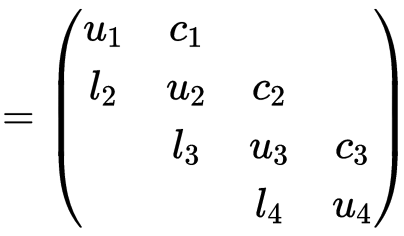 = ( u₁ c₁
l₂ u₂ c₂
l₃ u₃ c₃
l₄ u₄ )